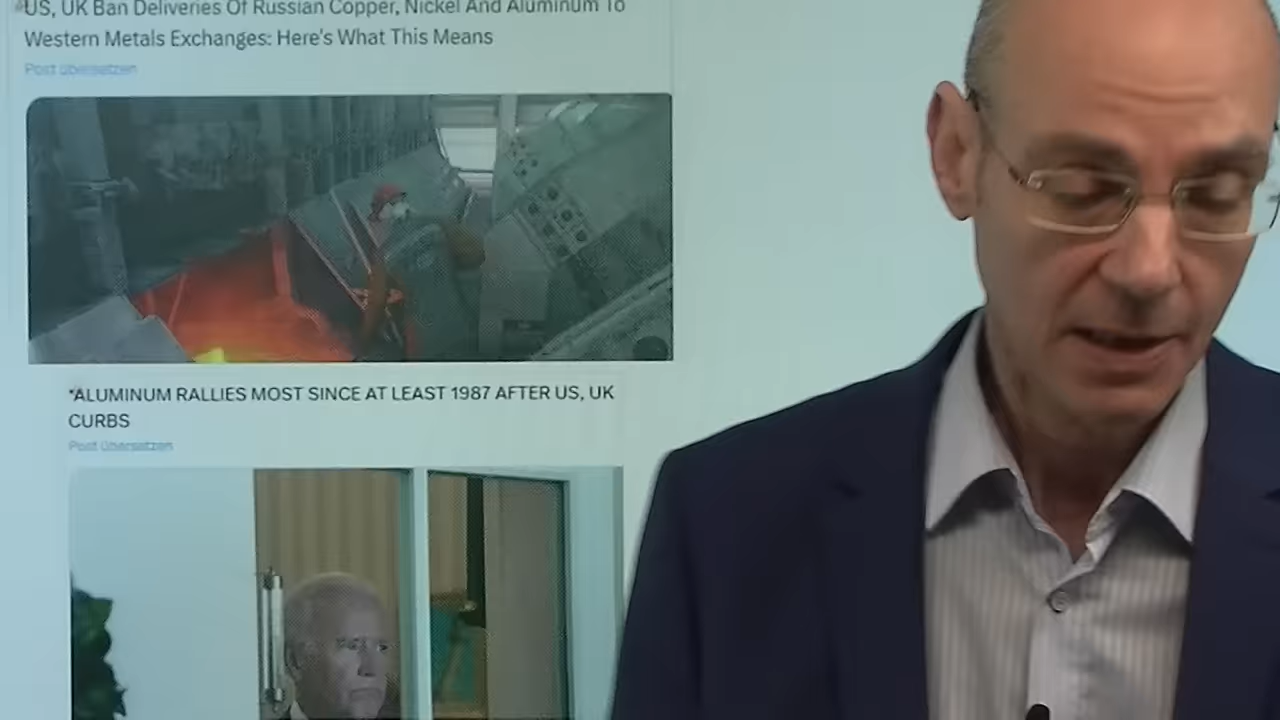 US, UK Ban Deliveries Of Russian Copper, Nickel And Aluminum To
Western Metals Exchanges: Here's What This Means
Post übersetzen
*ALUMINUM RALLIES MOST SINCE AT LEAST 1987 AFTER US, UK
CURBS
Post übersetzen